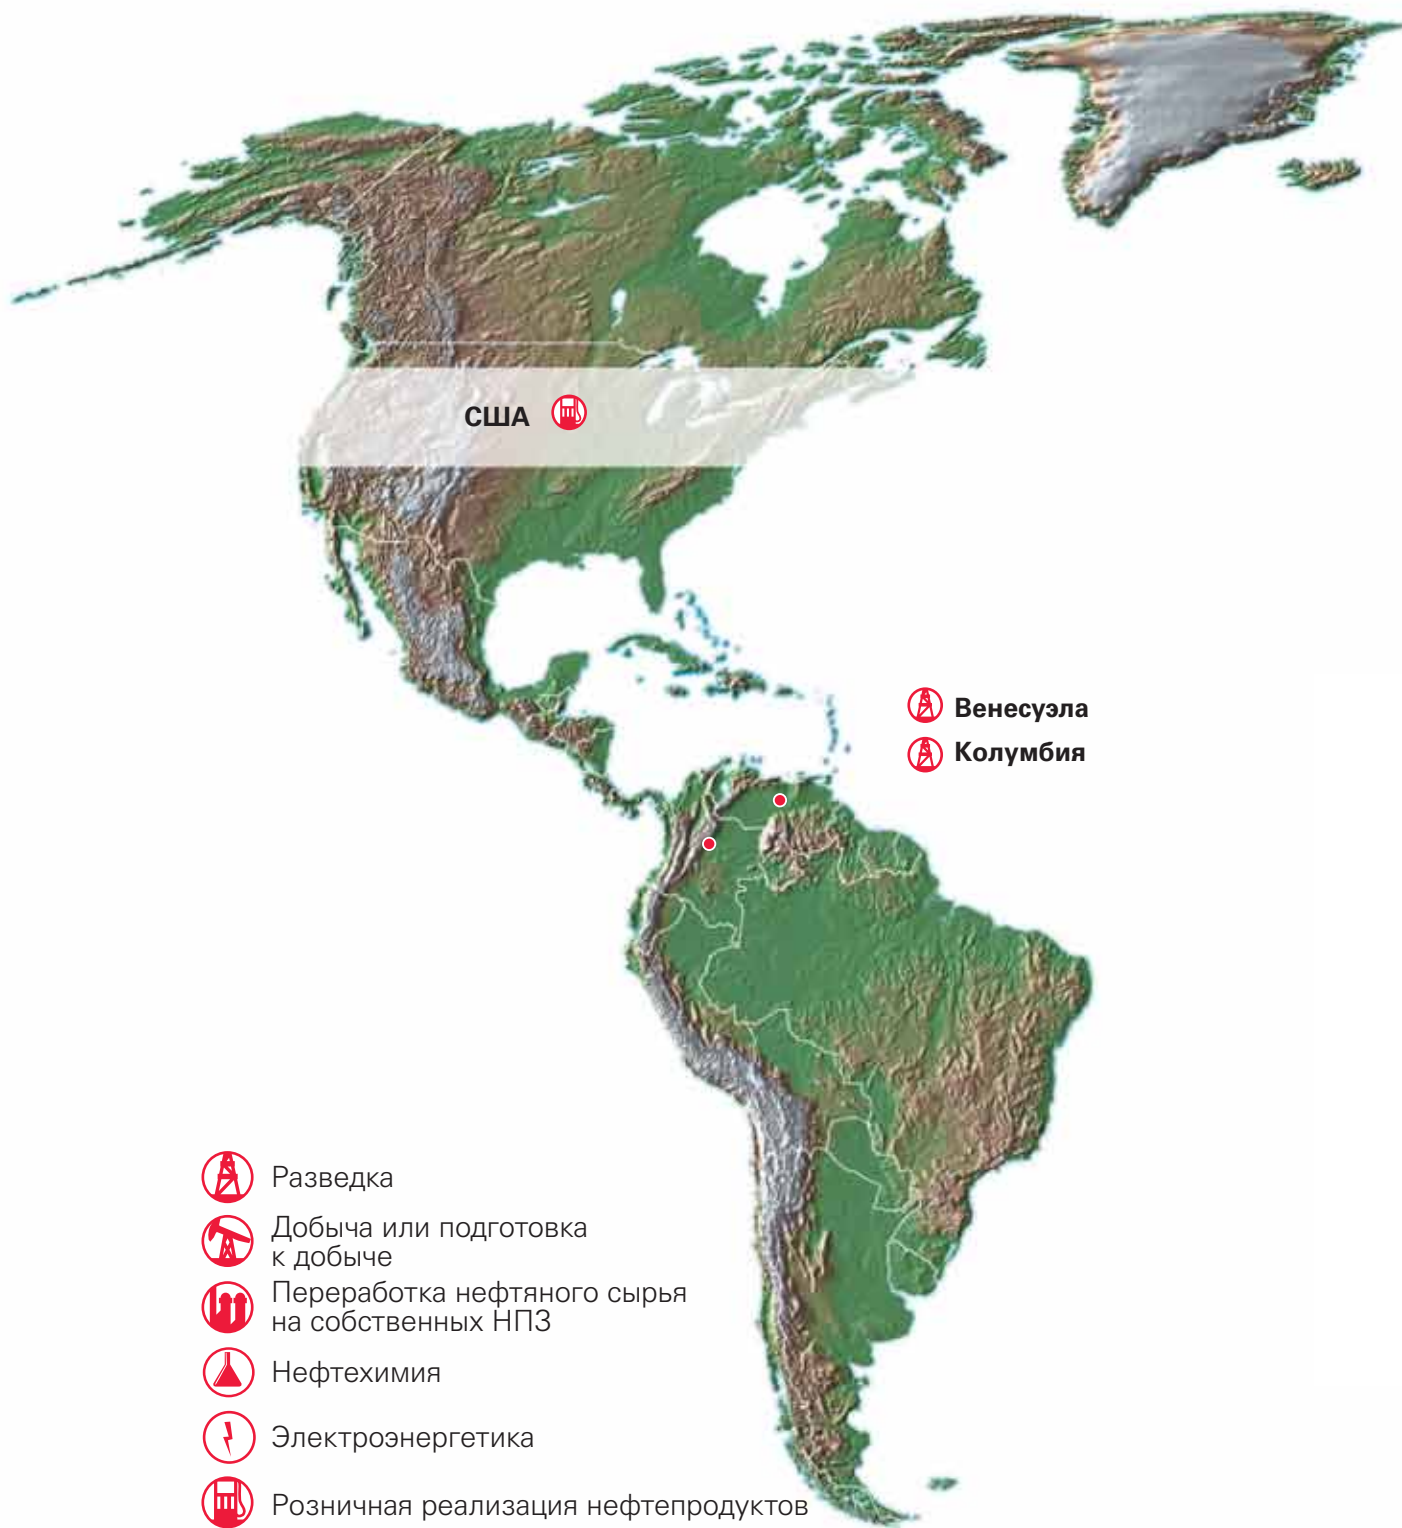 США
Венесуэла
Колумбия
Разведка
Добыча или подготовка
к добыче
Переработка нефтяного сырья
на собственных НПЗ
Нефтехимия
Электроэнергетика
Розничная реализация нефтепродуктов